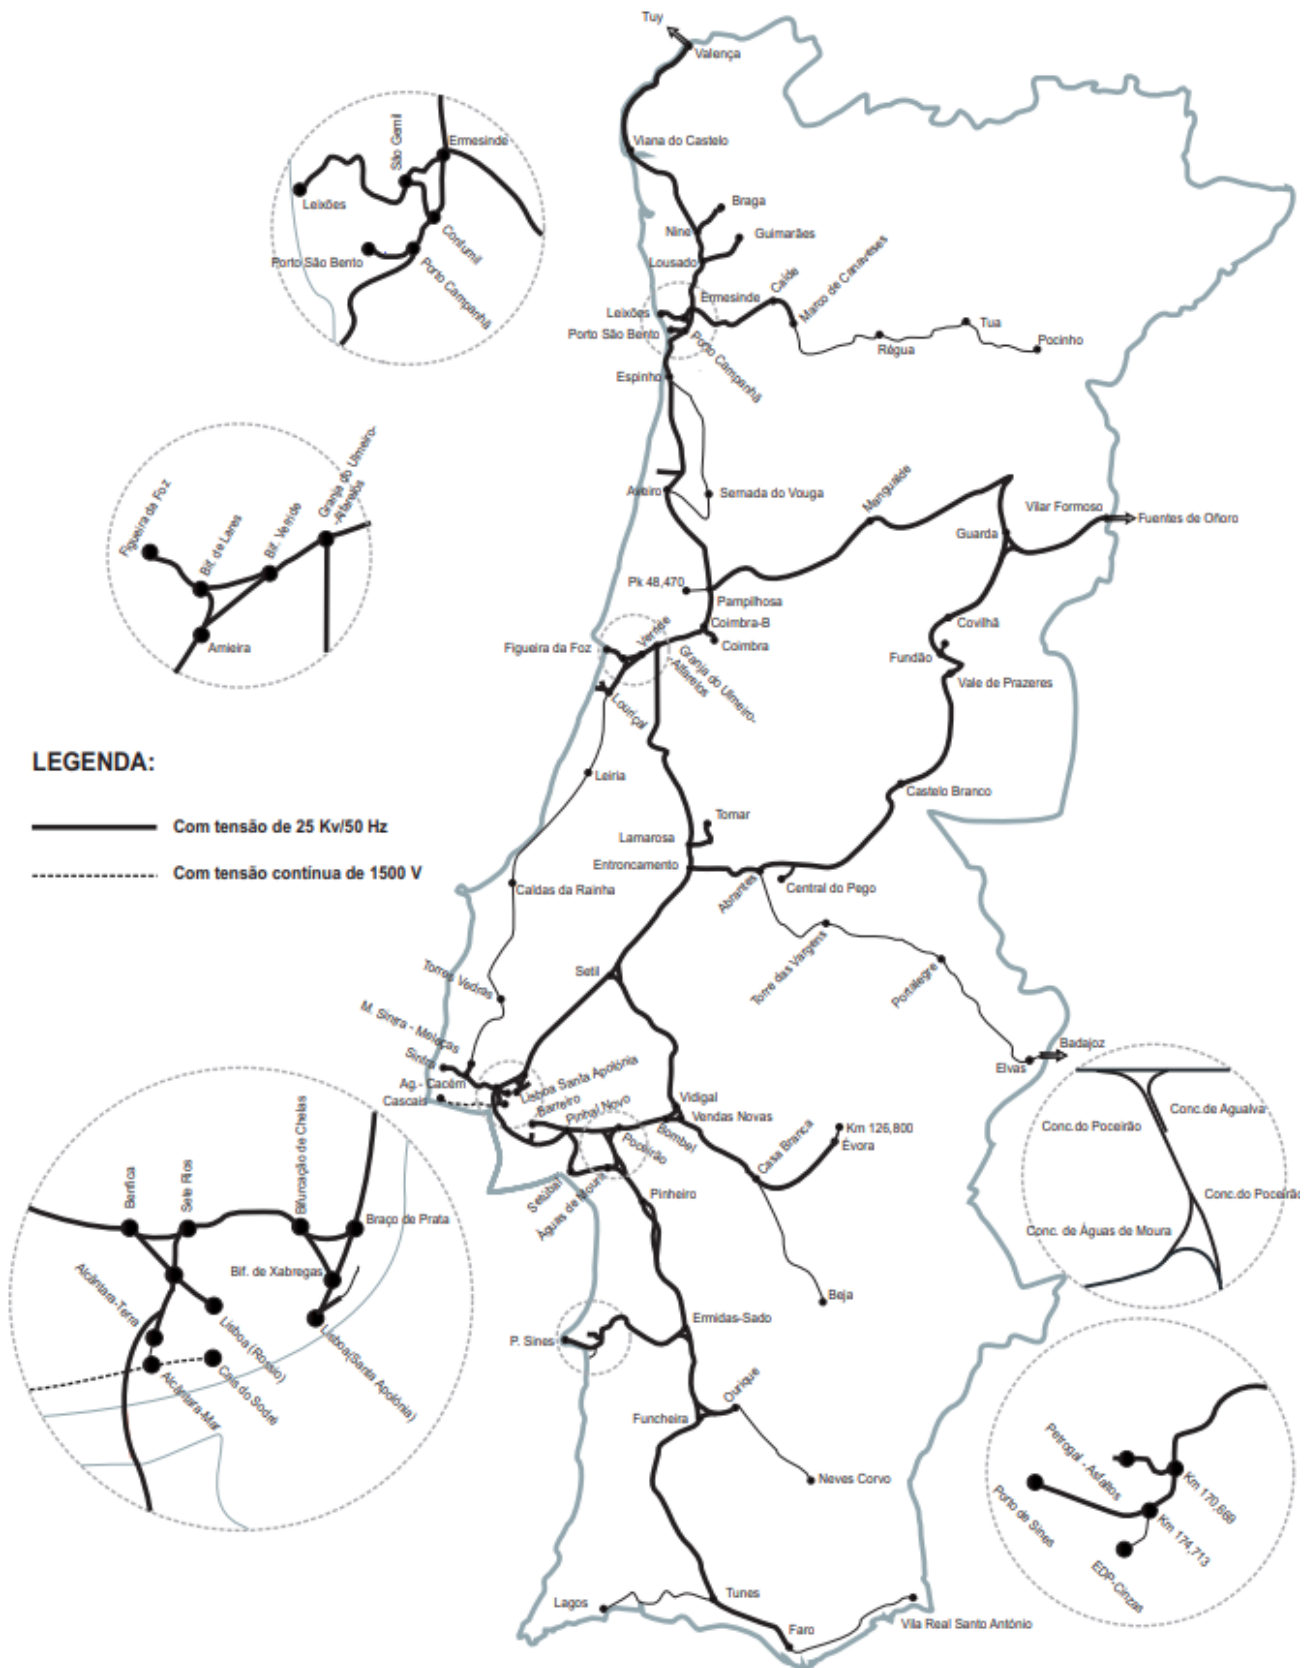 Tuy
Valença
Viana do Castelo
Braga
Nine
Guimarães
Lousado
Ermesinde
Caíde
Marco de Canaveses
Leixões
Porto São Bento
Porto Campanhã
Régua
Tua
Pocinho
Espinho
Aveiro
Sernada do Vouga
Mangualde
Vilar Formoso
Fuentes de Oñoro
Guarda
Pk 48,470
Pampilhosa
Coimbra-B
Coimbra
Covilhã
Fundão
Vale de Prazeres
Figueira da Foz
Verride
Granja do Ulmeiro-
-Alfarelos
Louriçal
Leiria
Castelo Branco
Tomar
Lamarosa
Entroncamento
Abrantes
Central do Pego
Caldas da Rainha
Torre das Vargens
Portalegre
Setil
Torres Vedras
M. Sintra - Meleças
Sintra
Ag.- Cacém
Cascais
Lisboa Santa Apolónia
-Barreiro
Pinhal Novo
Poceirão
Bombel
Vidigal
Vendas Novas
Casa Branca
Km 126,800
Évora
Elvas
Badajoz
Setúbal
Àguas de Moura
Pinheiro
Beja
Ermidas-Sado
P. Sines
Ourique
Funcheira
Neves Corvo
Tunes
Lagos
Faro
Vila Real Santo António
São Gemil
Ermesinde
Leixões
Contumil
Porto São Bento
Porto Campanhã
Figueira da Foz
Bif. de Lares
Bif. Verride
Granja do Ulmeiro-
-Alfarelos
Amieira
LEGENDA:
Com tensão de 25 Kv/50 Hz
Com tensão contínua de 1500 V
Benfica
Sete Rios
Bifurcação de Chelas
Braço de Prata
Bif. de Xabregas
Alcântara-Terra
Lisboa (Rossio)
Lisboa(Santa Apolónia)
Cais do Sodré
Alcântara-Mar
Conc.de Agualva
Conc.do Poceirão
Conc.do Poceirão
Conc. de Águas de Moura
Petrogal - Asfaltos
Km 170,669
Porto de Sines
Km 174,713
EDP-Cinzas